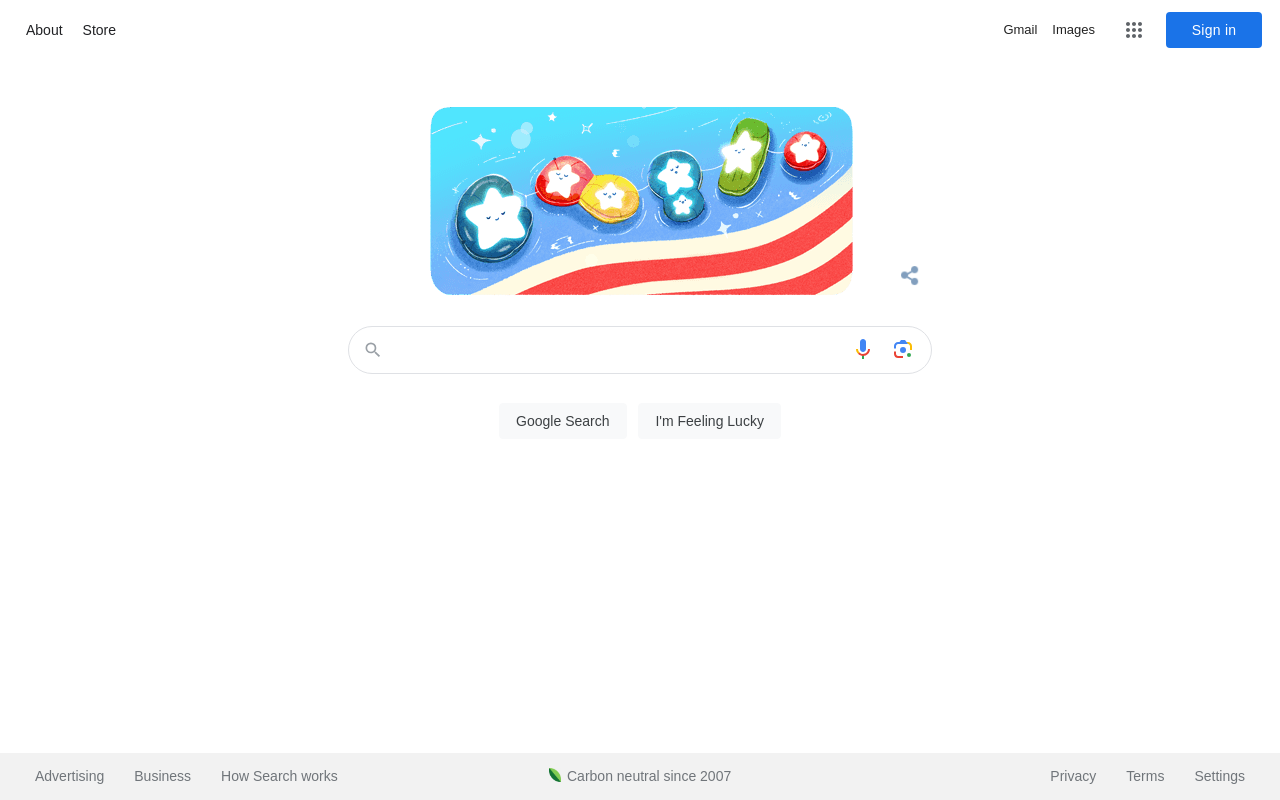 About Store Gmail Images Sign in
Google Search I'm Feeling Lucky
Advertising Business How Search works Carbon neutral since 2007 Privacy Terms Settings